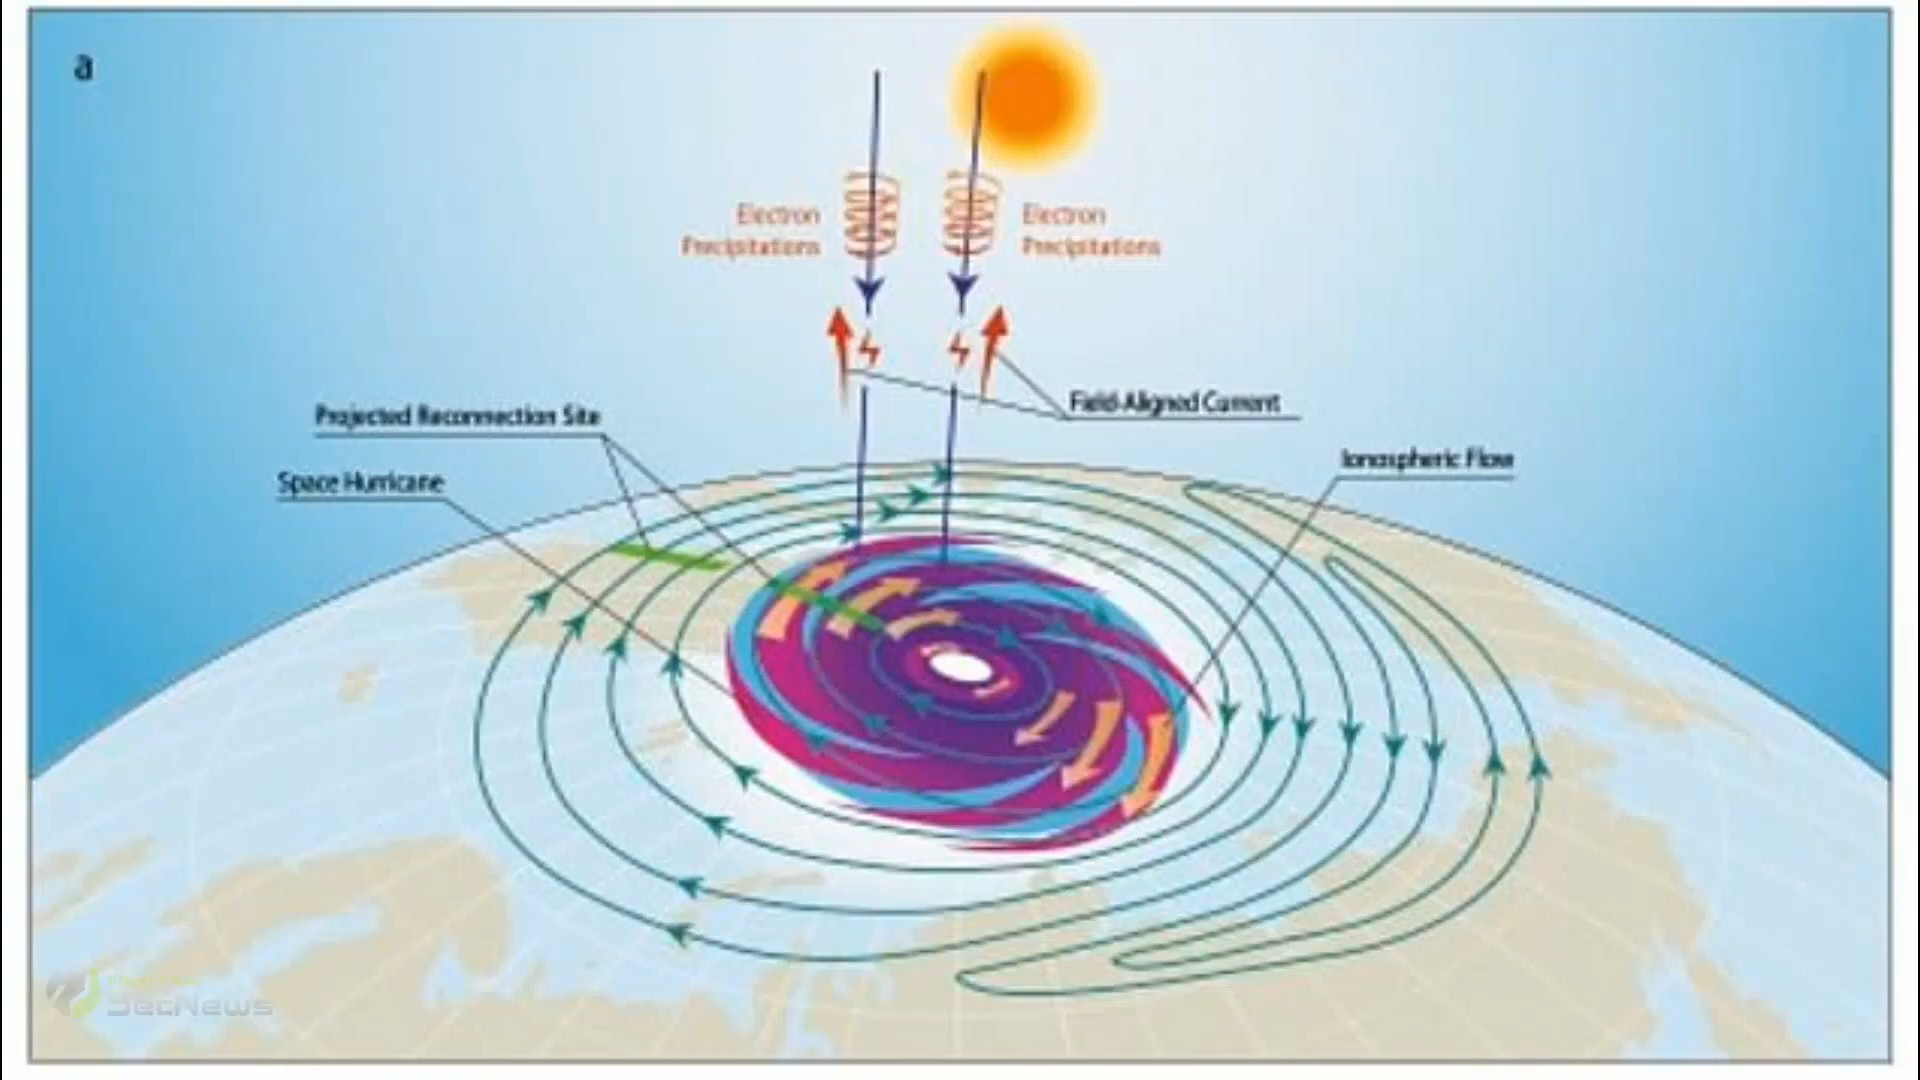 a
Electron
Precipitations
Electron
Precipitations
Projected Reconnection Site
Field-Aligned Current
Space Hurricane
Ionospheric Flow
SecNews